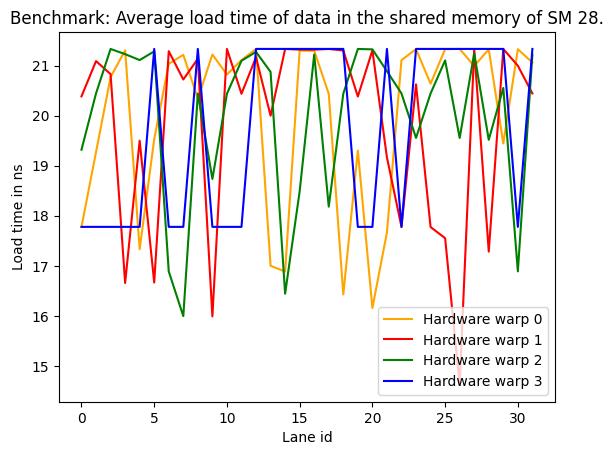 Benchmark: Average load time of data in the shared memory of SM 28.
Load time in ns
21
20
19
18
17
16
15
Hardware warp 0
Hardware warp 1
Hardware warp 2
Hardware warp 3
0 5 10 15 20 25 30
Lane id